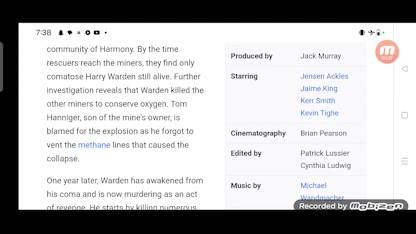 7:38
community of Harmony. By the time
rescuers reach the miners, they find only
comatose Harry Warden still alive. Further
investigation reveals that Warden killed the
other miners to conserve oxygen. Tom
Hanniger, son of the mine's owner, is
blamed for the explosion as he forgot to
vent the methane lines that caused the
collapse.
One year later, Warden has awakened from
his coma and is now murdering as an act
of revenge. He starts by killing numerous
Produced by Jack Murray
Starring Jensen Ackles
Jaime King
Kerr Smith
Kevin Tighe
Cinematography Brian Pearson
Edited by Patrick Lussier
Cynthia Ludwig
Music by Michael
Wandmacher
Recorded by Mobizen